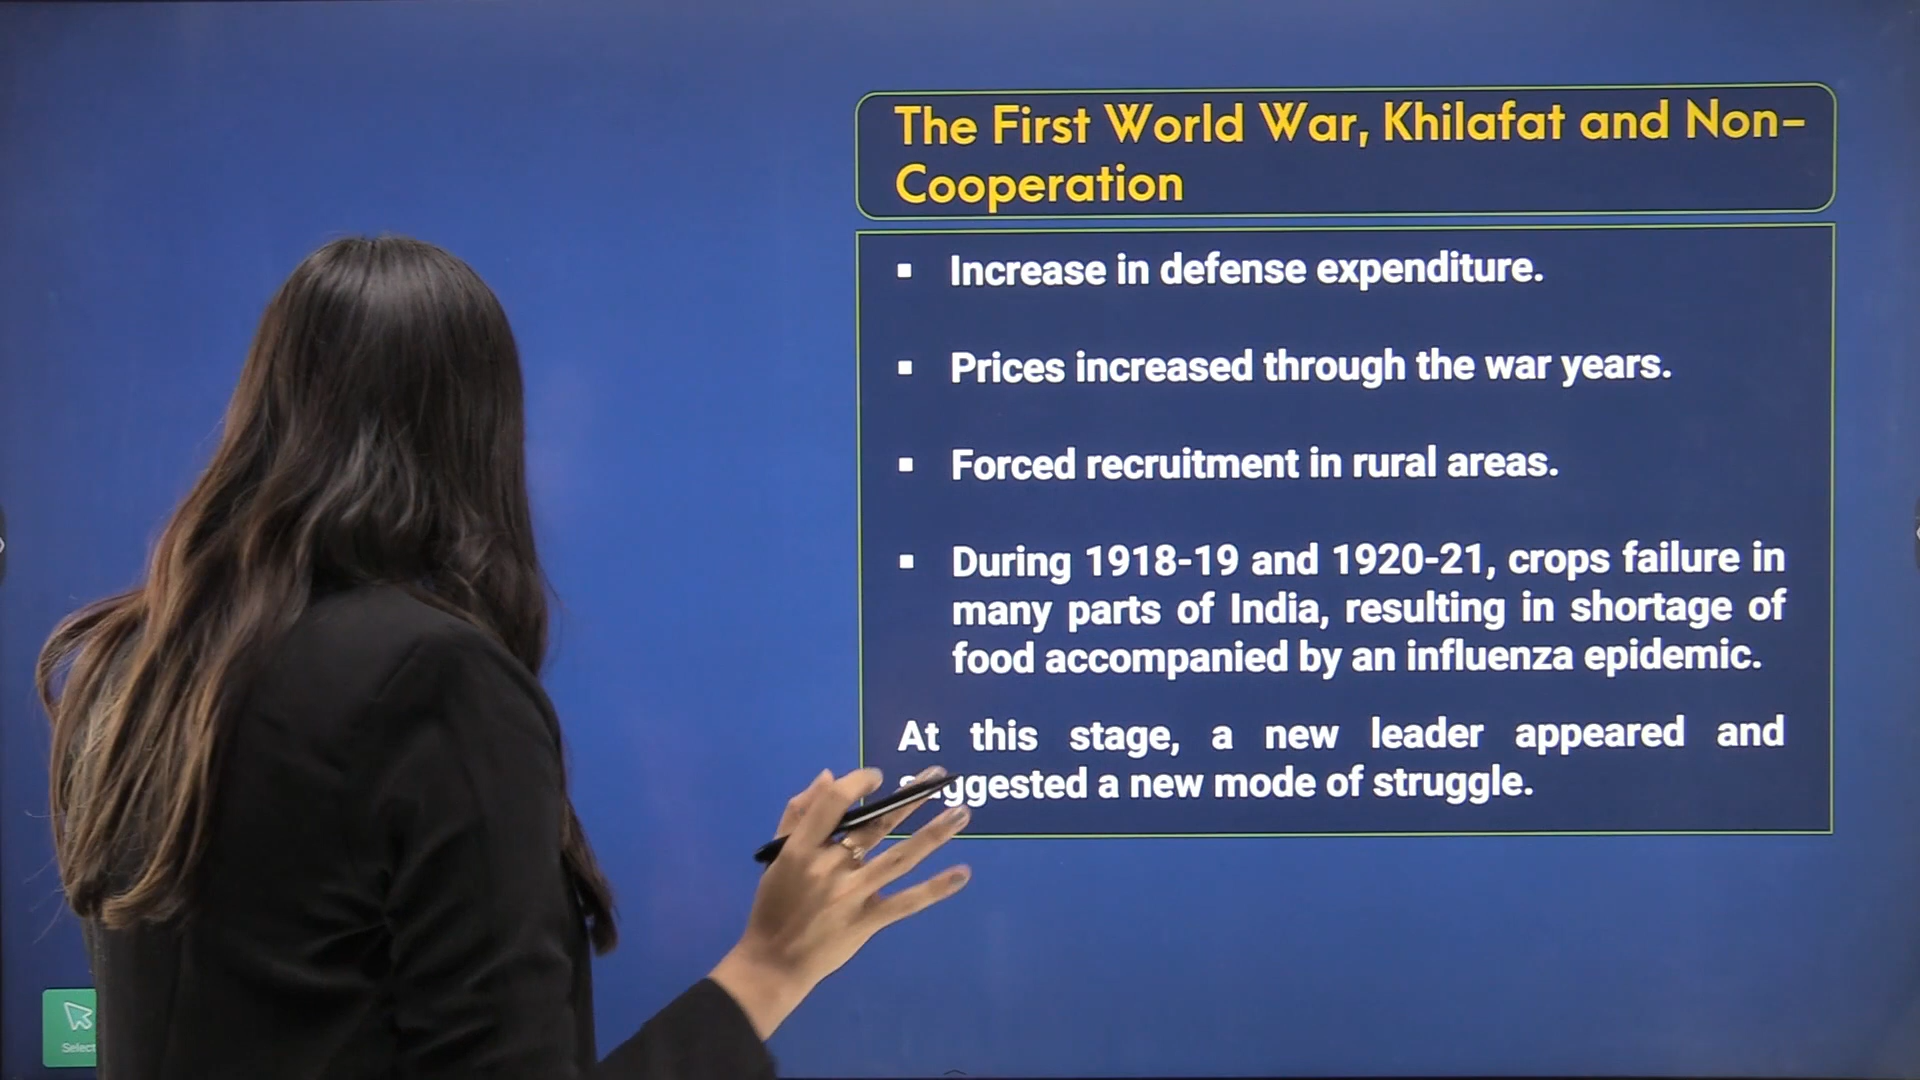 The First World War, Khilafat and Non-
Cooperation
▪ Increase in defense expenditure.
▪ Prices increased through the war years.
▪ Forced recruitment in rural areas.
▪ During 1918-19 and 1920-21, crops failure in
many parts of India, resulting in shortage of
food accompanied by an influenza epidemic.
At this stage, a new leader appeared and
suggested a new mode of struggle.
Select